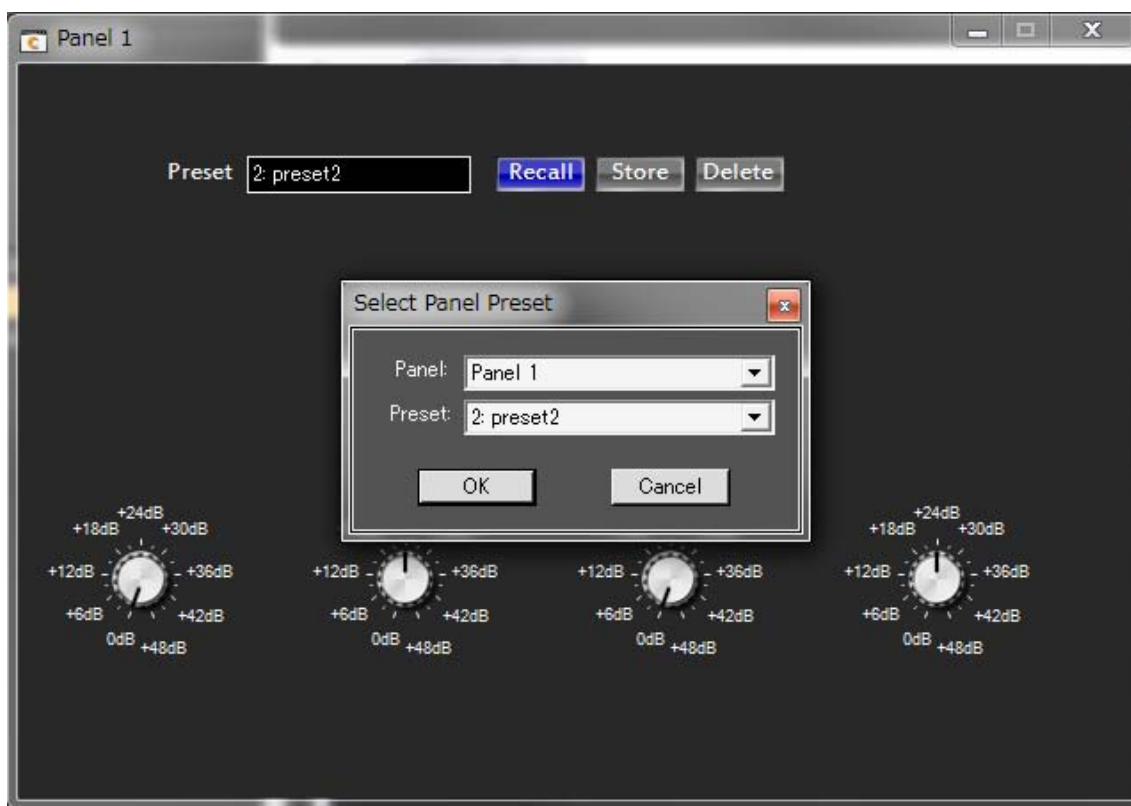 Panel 1
Preset 2: preset2 Recall Store Delete
Select Panel Preset
Panel: Panel 1
Preset: 2: preset2
OK Cancel
+24dB +24dB
+18dB +30dB +18dB +30dB
+12dB +36dB +12dB +36dB +12dB +36dB +12dB +36dB
+6dB +42dB +6dB +42dB +6dB +42dB +6dB +42dB
0dB +48dB 0dB +48dB 0dB +48dB 0dB +48dB